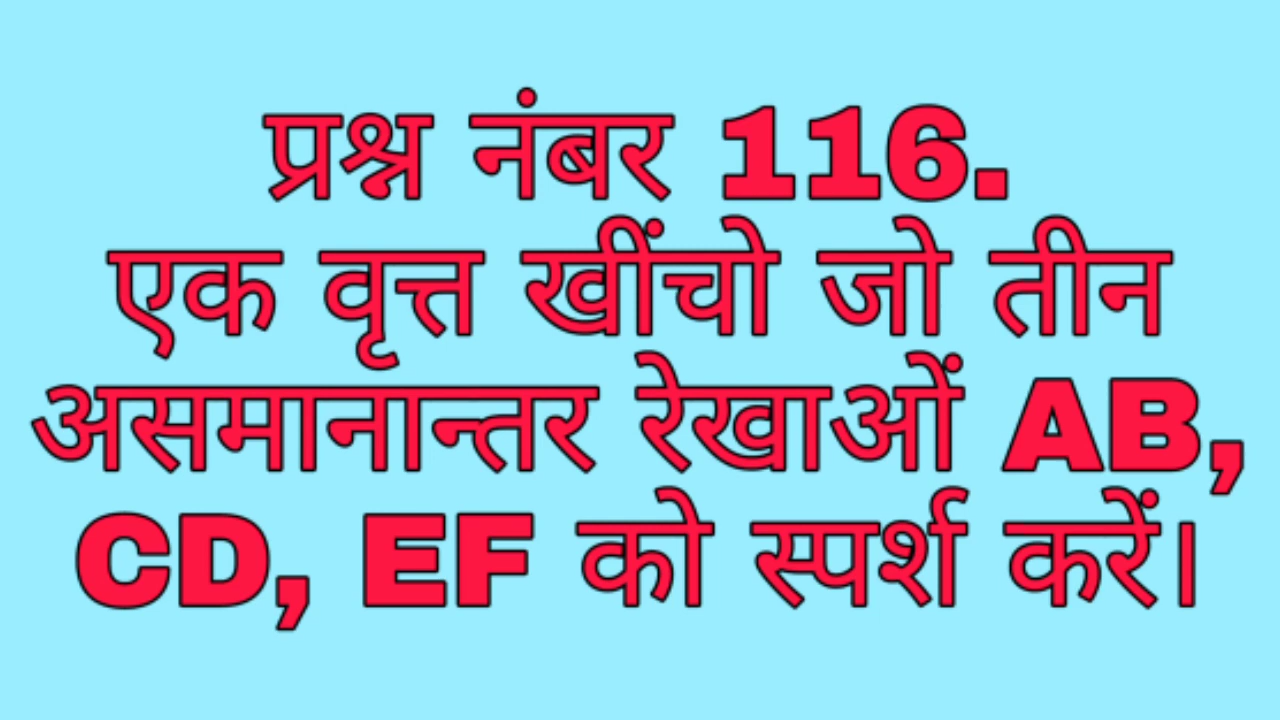 प्रश्न नंबर 116.
एक वृत्त खींचो जो तीन
असमानान्तर रेखाओं AB,
CD, EF को स्पर्श करें।